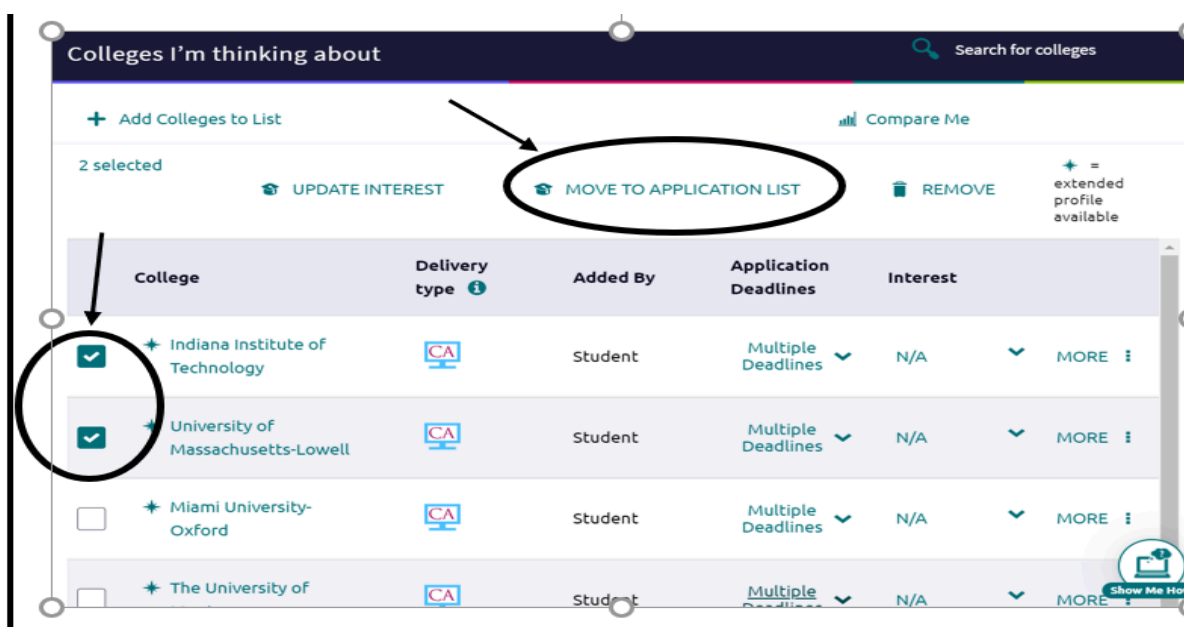 Colleges I'm thinking about
Search for colleges
+ Add Colleges to List
Compare Me
2 selected
UPDATE INTEREST
MOVE TO APPLICATION LIST
REMOVE
=
extended
profile
available
College
Delivery
type
Added By
Application
Deadlines
Interest
Indiana Institute of
Technology
CA
Student
Multiple
Deadlines
N/A
MORE
University of
Massachusetts-Lowell
CA
Student
Multiple
Deadlines
N/A
MORE
Miami University-
Oxford
CA
Student
Multiple
Deadlines
N/A
MORE
The University of
CA
Student
Multiple
Deadlines
N/A
MORE
Show Me How